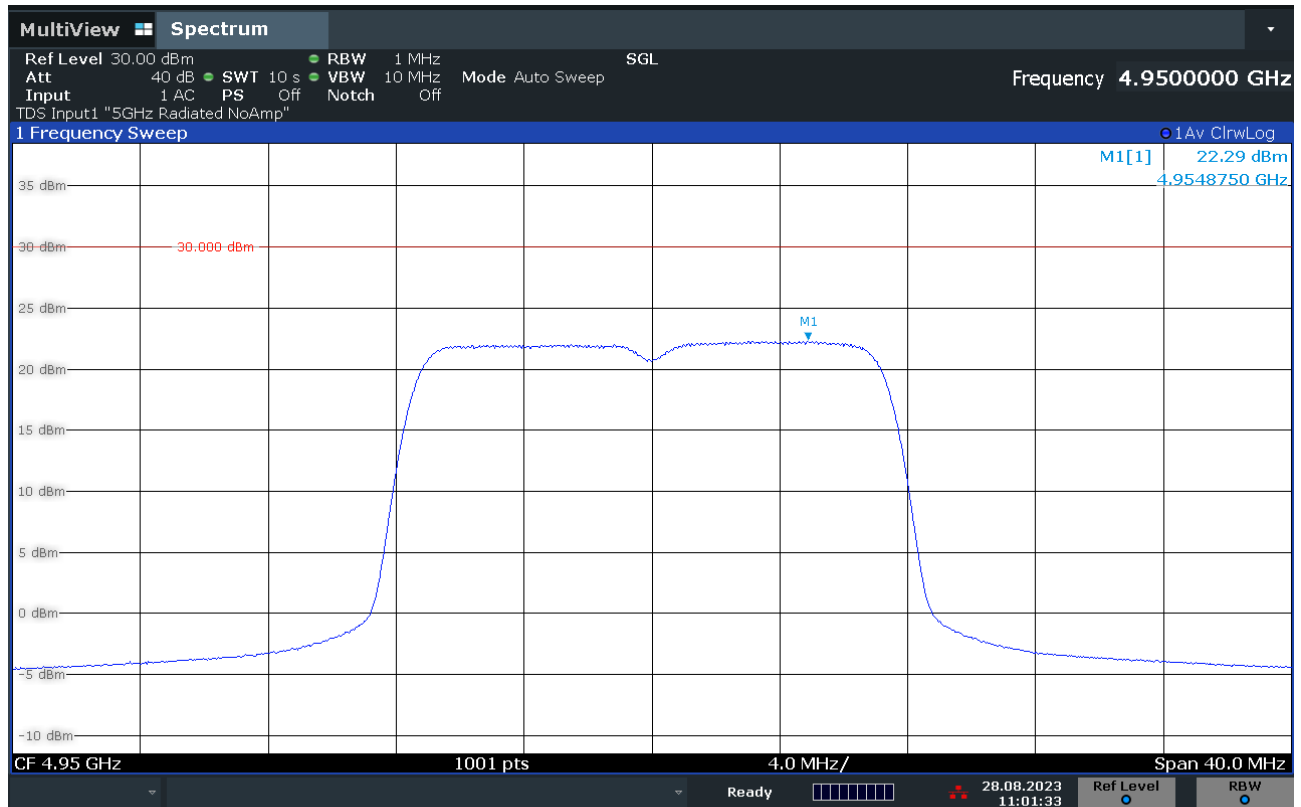 MultiView Spectrum
Ref Level 30.00 dBm RBW 1 MHz SGL
Att 40 dB SWT 10 s VBW 10 MHz Mode Auto Sweep Frequency 4.9500000 GHz
Input 1 AC PS Off Notch Off
TDS Input1 "5GHz Radiated NoAmp"
1 Frequency Sweep 1Av ClrwLog
M1[1] 22.29 dBm
4.9548750 GHz
35 dBm
30 dBm 30.000 dBm
25 dBm
M1
20 dBm
15 dBm
10 dBm
5 dBm
0 dBm
-5 dBm
-10 dBm
CF 4.95 GHz 1001 pts 4.0 MHz/ Span 40.0 MHz
Ready 28.08.2023 Ref Level RBW
11:01:33